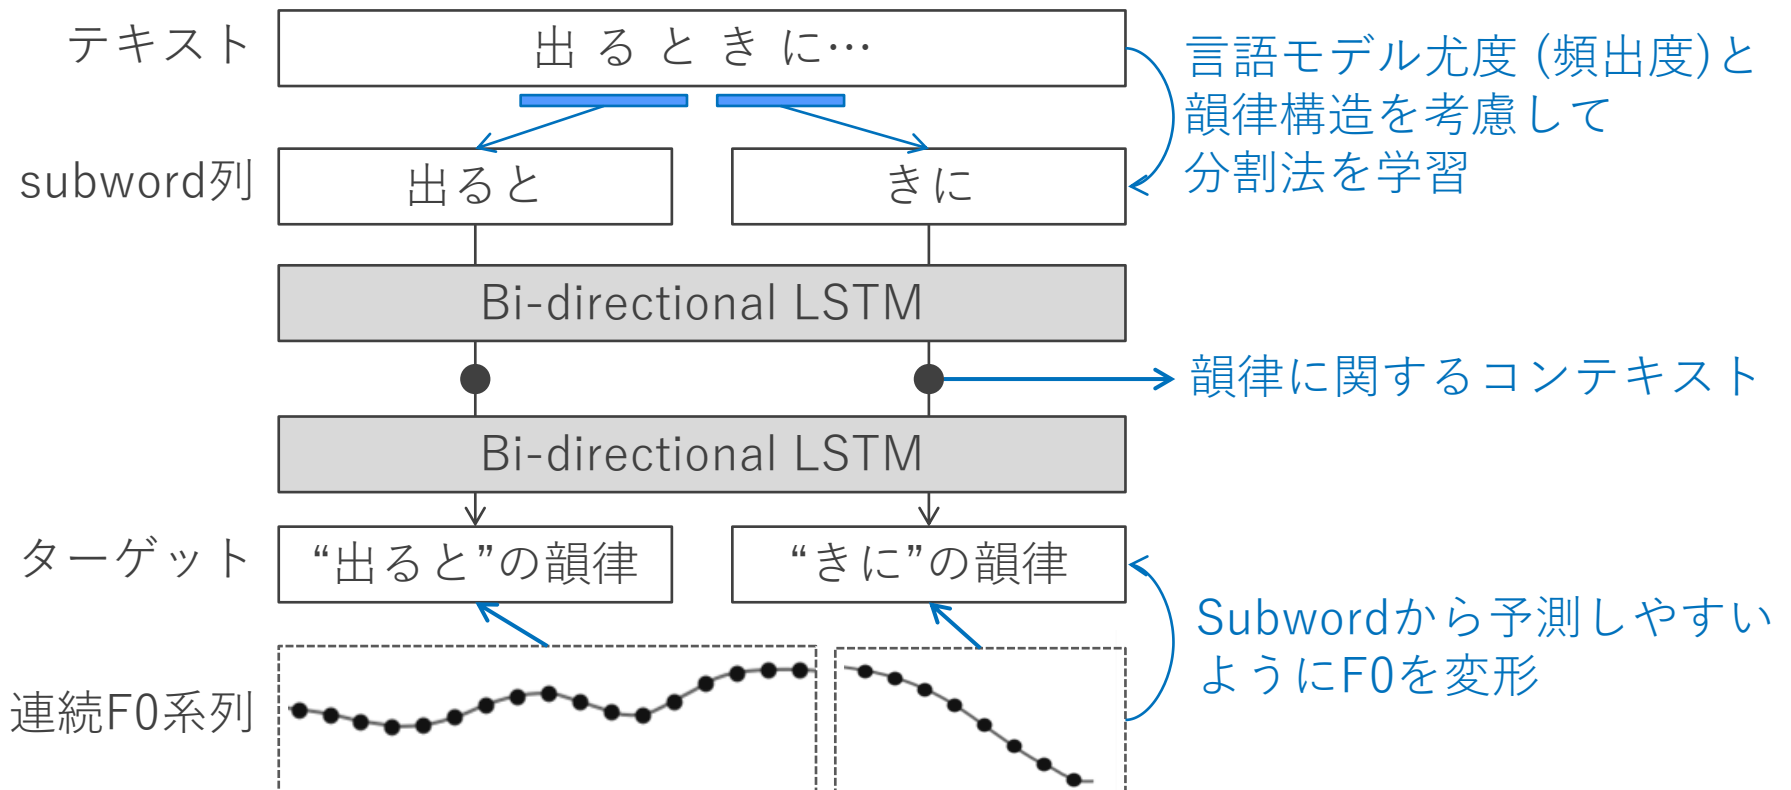 テキスト
出 る と き に…
言語モデル尤度 (頻出度)と
韻律構造を考慮して
分割法を学習
subword列
出ると
きに
Bi-directional LSTM
韻律に関するコンテキスト
Bi-directional LSTM
ターゲット
“出ると”の韻律
“きに”の韻律
Subwordから予測しやすい
ようにF0を変形
連続F0系列